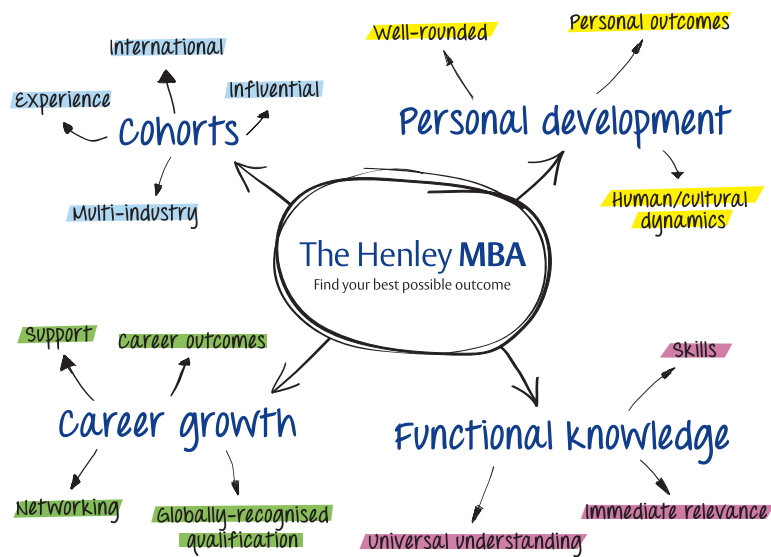 International
Experience
Influential
Cohorts
Multi-industry
Well-rounded
Personal outcomes
Personal development
Human/cultural
dynamics
The Henley MBA
Find your best possible outcome
Support
Career outcomes
Career growth
Networking
Globally-recognised
qualification
Skills
Functional knowledge
Universal understanding
Immediate relevance